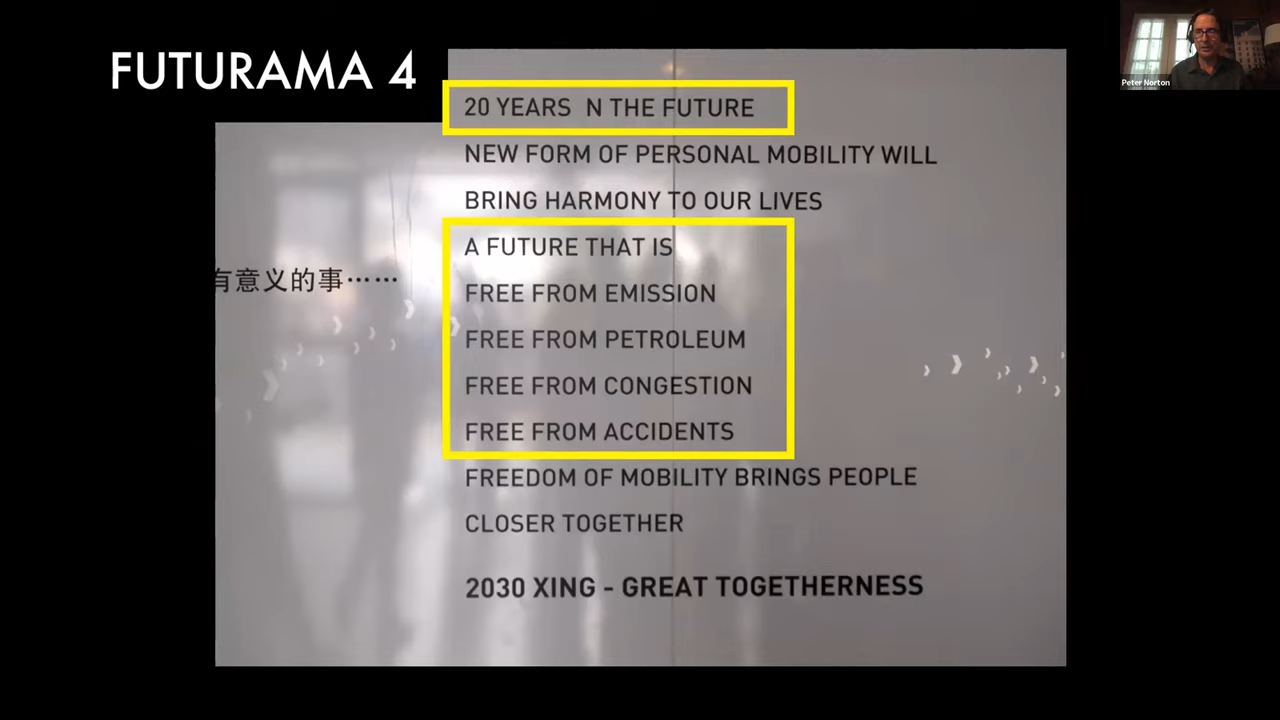 FUTURAMA 4
20 YEARS N THE FUTURE
NEW FORM OF PERSONAL MOBILITY WILL
BRING HARMONY TO OUR LIVES
A FUTURE THAT IS
有意义的事……
FREE FROM EMISSION
FREE FROM PETROLEUM
FREE FROM CONGESTION
FREE FROM ACCIDENTS
FREEDOM OF MOBILITY BRINGS PEOPLE
CLOSER TOGETHER
2030 XING - GREAT TOGETHERNESS
Peter Norton